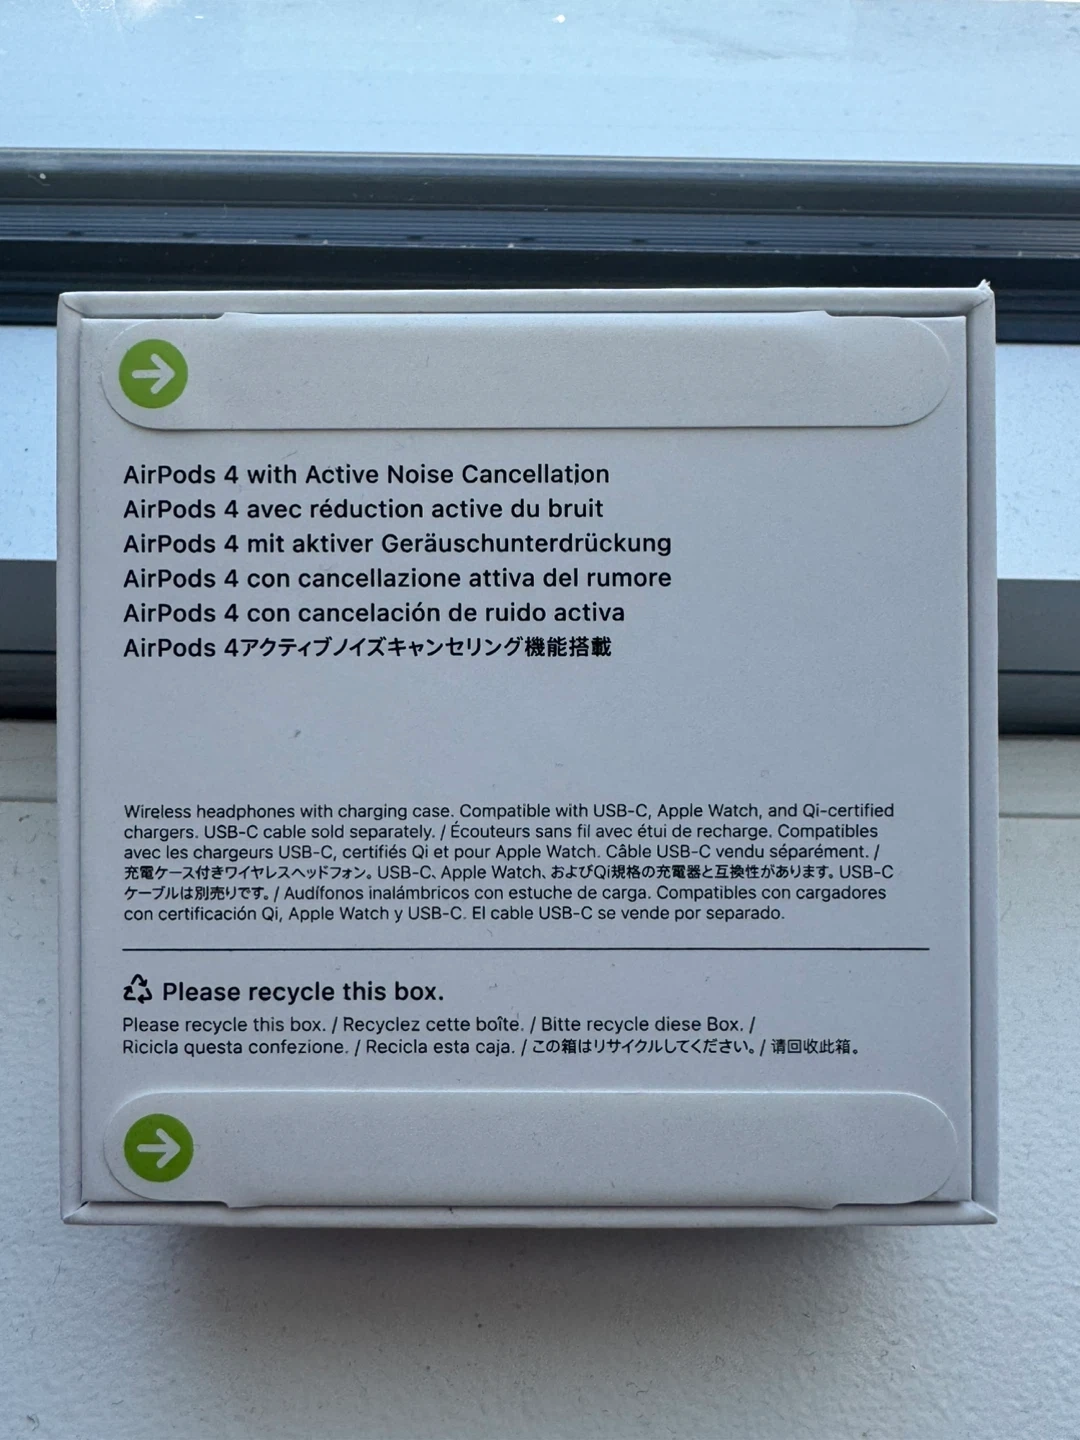 AirPods 4 with Active Noise Cancellation
AirPods 4 avec réduction active du bruit
AirPods 4 mit aktiver Geräuschunterdrückung
AirPods 4 con cancellazione attiva del rumore
AirPods 4 con cancelación de ruido activa
AirPods 4アクティブノイズキャンセリング機能搭載
Wireless headphones with charging case. Compatible with USB-C, Apple Watch, and Qi-certified
chargers. USB-C cable sold separately. / Écouteurs sans fil avec étui de recharge. Compatibles
avec les chargeurs USB-C, certifiés Qi et pour Apple Watch. Câble USB-C vendu séparément. /
充電ケース付きワイヤレスヘッドフォン。USB-C、Apple Watch、およびQi規格の充電器と互換性があります。USB-C
ケーブルは別売りです。/ Audífonos inalámbricos con estuche de carga. Compatibles con cargadores
con certificación Qi, Apple Watch y USB-C. El cable USB-C se vende por separado.
Please recycle this box.
Please recycle this box. / Recyclez cette boîte. / Bitte recycle diese Box. /
Ricicla questa confezione. / Recicla esta caja. / この箱はリサイクルしてください。/ 请回收此箱。